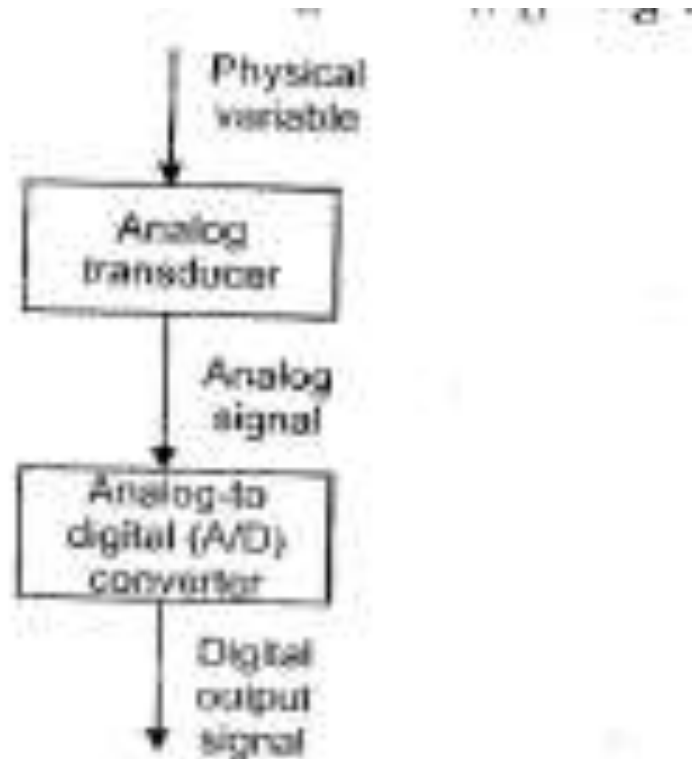 Physical
variable
Analog
transducer
Analog
signal
Analog-to
digital (A/D)
converter
Digital
output
signal